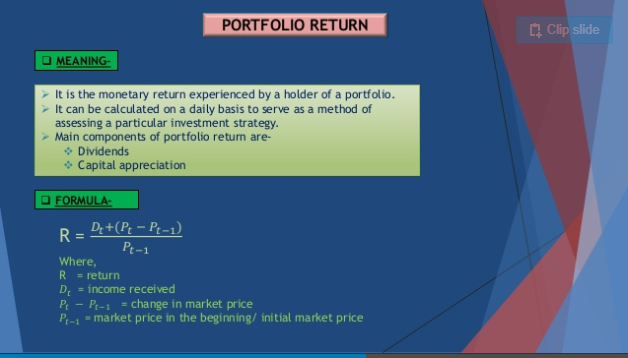 PORTFOLIO RETURN
Clip slide
❑ MEANING-
➢ It is the monetary return experienced by a holder of a portfolio.
➢ It can be calculated on a daily basis to serve as a method of
assessing a particular investment strategy.
➢ Main components of portfolio return are-
❖ Dividends
❖ Capital appreciation
❑ FORMULA-
R = (Dₜ+(Pₜ − Pₜ₋₁))/Pₜ₋₁
Where,
R = return
Dₜ = income received
Pₜ − Pₜ₋₁ = change in market price
Pₜ₋₁ = market price in the beginning/ initial market price